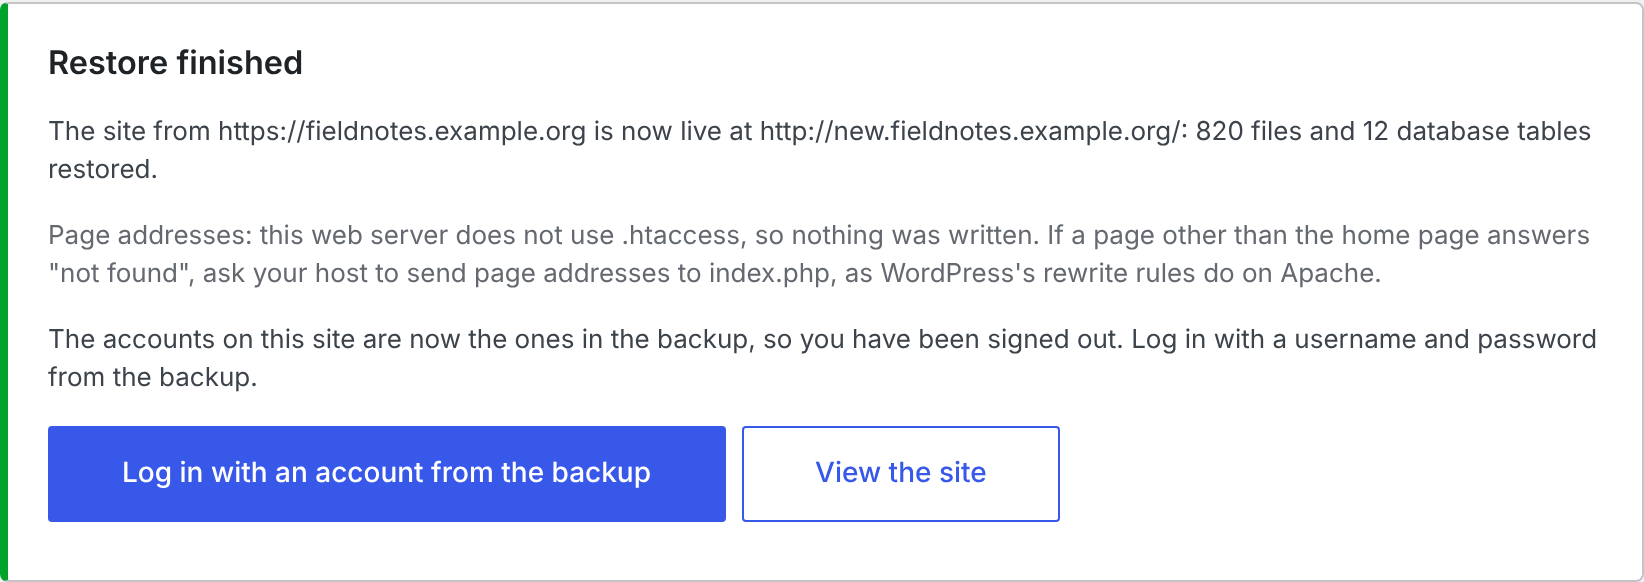 Restore finished
The site from https://fieldnotes.example.org is now live at http://new.fieldnotes.example.org/: 820 files and 12 database tables
restored.
Page addresses: this web server does not use .htaccess, so nothing was written. If a page other than the home page answers
"not found", ask your host to send page addresses to index.php, as WordPress's rewrite rules do on Apache.
The accounts on this site are now the ones in the backup, so you have been signed out. Log in with a username and password
from the backup.
Log in with an account from the backup
View the site